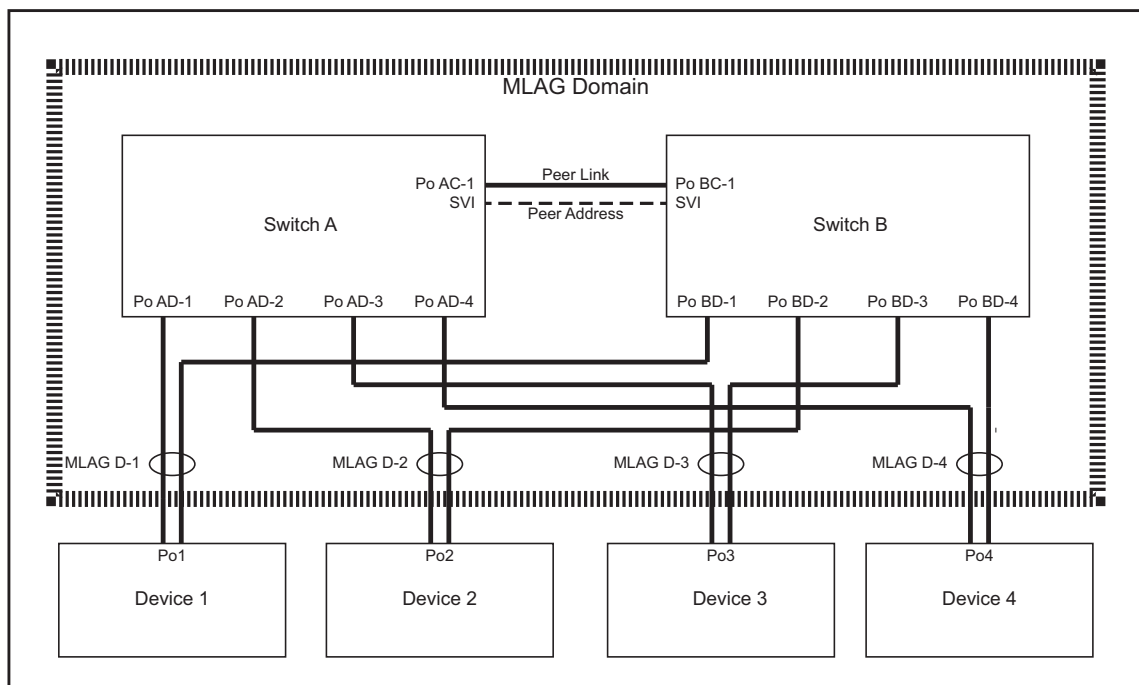 MLAG Domain
Peer Link
Po AC-1
Po BC-1
SVI
SVI
Peer Address
Switch A
Switch B
Po AD-1
Po AD-2
Po AD-3
Po AD-4
Po BD-1
Po BD-2
Po BD-3
Po BD-4
MLAG D-1
MLAG D-2
MLAG D-3
MLAG D-4
Po1
Po2
Po3
Po4
Device 1
Device 2
Device 3
Device 4